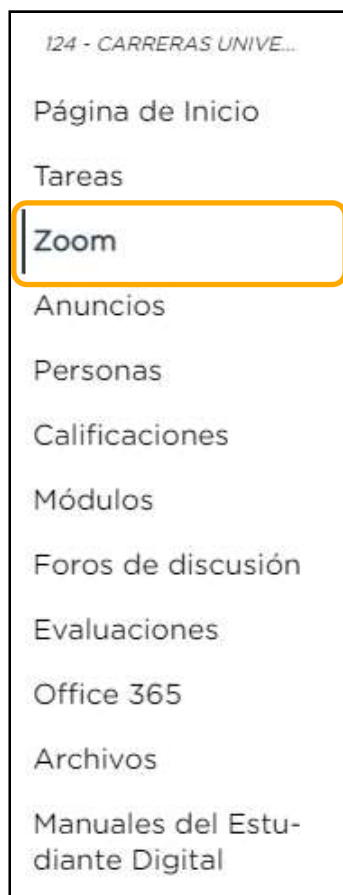 124 - CARRERAS UNIVE...
Página de Inicio
Tareas
Zoom
Anuncios
Personas
Calificaciones
Módulos
Foros de discusión
Evaluaciones
Office 365
Archivos
Manuales del Estu-
diante Digital